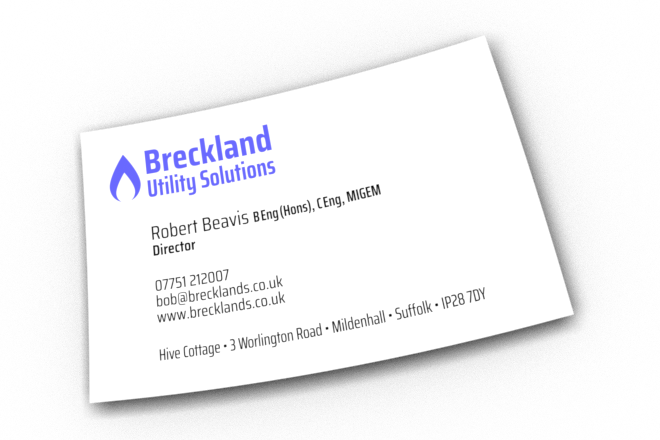 Breckland
Utility Solutions
Robert Beavis BEng(Hons), CEng, MIGEM
Director
07751 212007
bob@brecklands.co.uk
www.brecklands.co.uk
Hive Cottage • 3 Worlington Road • Mildenhall • Suffolk • IP28 7DY